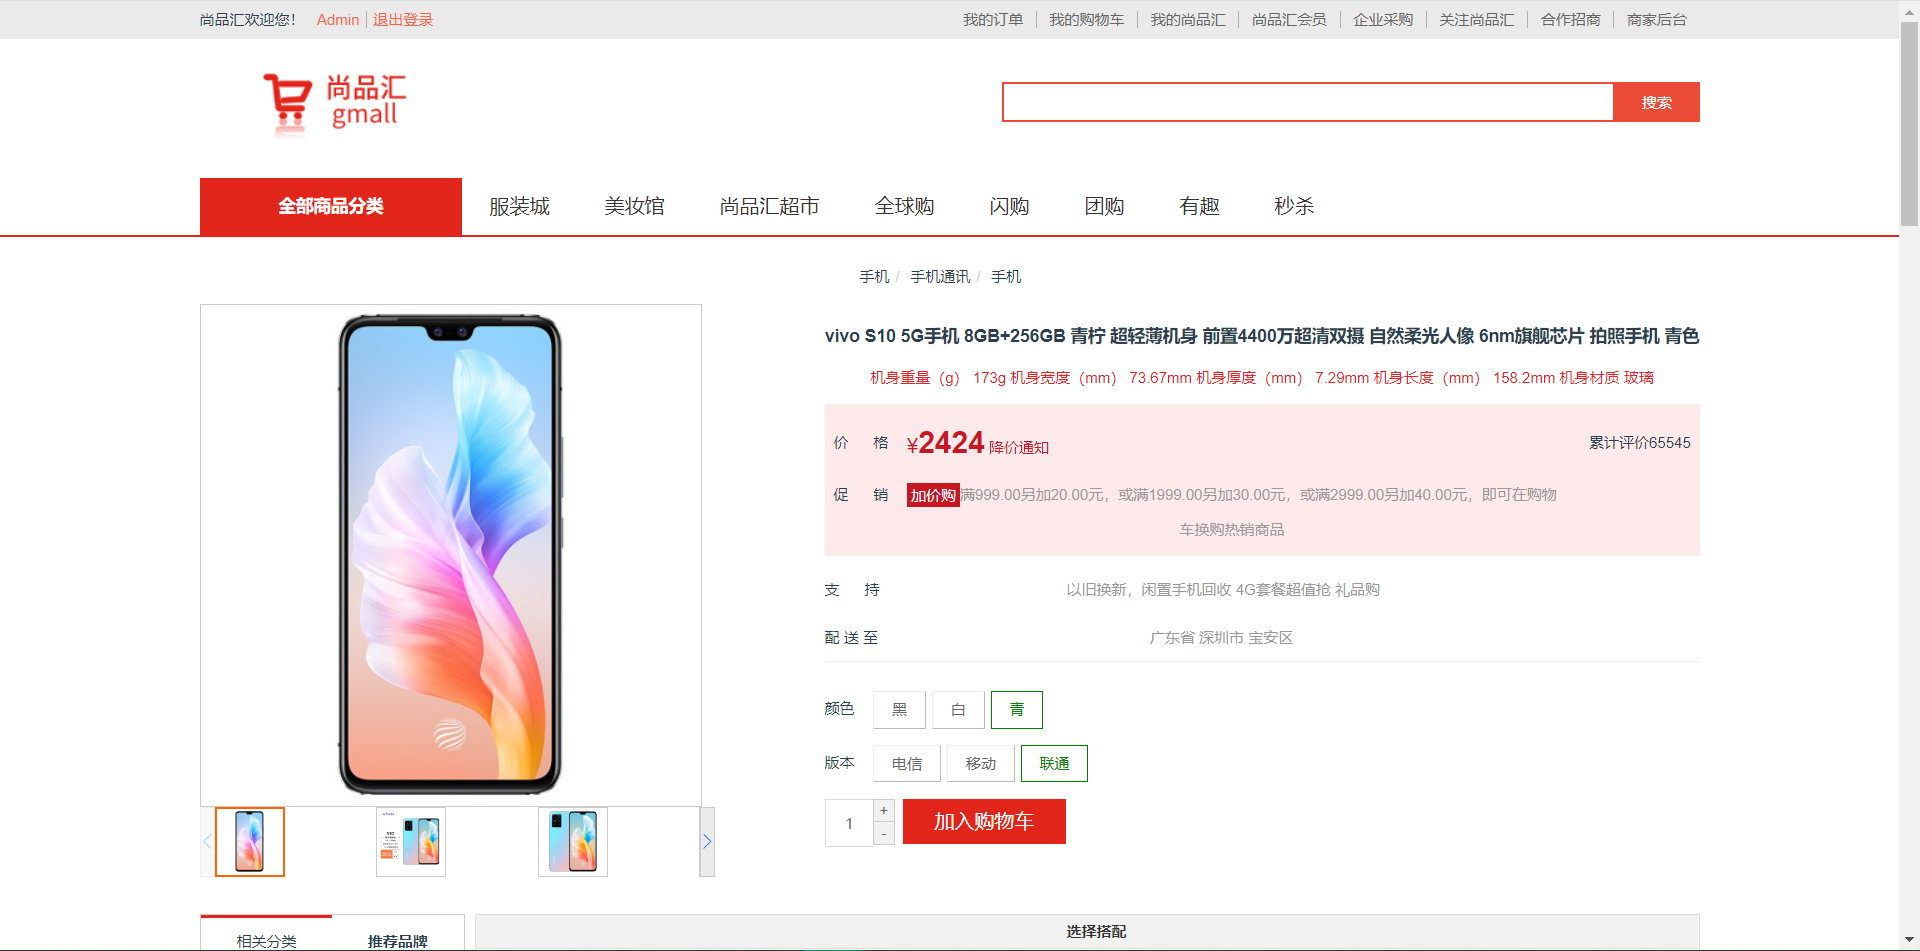 尚品汇欢迎您! Admin 退出登录 我的订单 我的购物车 我的尚品汇 尚品汇会员 企业采购 关注尚品汇 合作招商 商家后台
尚品汇
gmall
搜索
全部商品分类 服装城 美妆馆 尚品汇超市 全球购 闪购 团购 有趣 秒杀
手机 / 手机通讯 / 手机
vivo S10 5G手机 8GB+256GB 青柠 超轻薄机身 前置4400万超清双摄 自然柔光人像 6nm旗舰芯片 拍照手机 青色
机身重量（g） 173g 机身宽度（mm） 73.67mm 机身厚度（mm） 7.29mm 机身长度（mm） 158.2mm 机身材质 玻璃
价 格 ¥2424 降价通知 累计评价65545
促 销 加价购 满999.00另加20.00元，或满1999.00另加30.00元，或满2999.00另加40.00元，即可在购物
车换购热销商品
支 持 以旧换新，闲置手机回收 4G套餐超值抢 礼品购
配 送 至 广东省 深圳市 宝安区
颜色 黑 白 青
版本 电信 移动 联通
1 + - 加入购物车
vivo
相关分类 推荐品牌 选择搭配